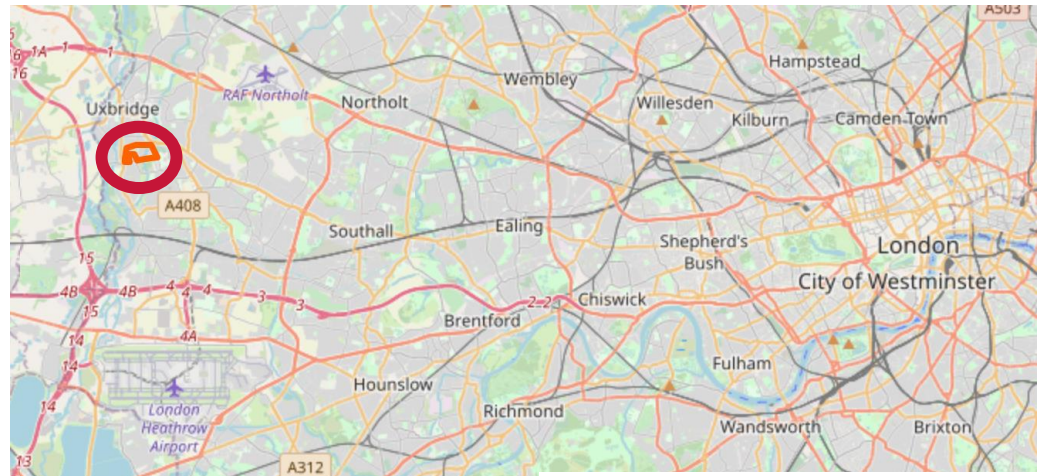 A503
6
1A
1
1
16
Hampstead
Wembley
RAF Northolt
Northolt
Willesden
Uxbridge
Kilburn
Camden Town
A408
Southall
Ealing
Shepherd's
Bush
London
15
City of Westminster
4B
4B
4
4
4
3
3
2
2
Chiswick
15
Brentford
14
4A
14
Fulham
Hounslow
14
London
Heathrow
Airport
Richmond
Wandsworth
Brixton
13
A312